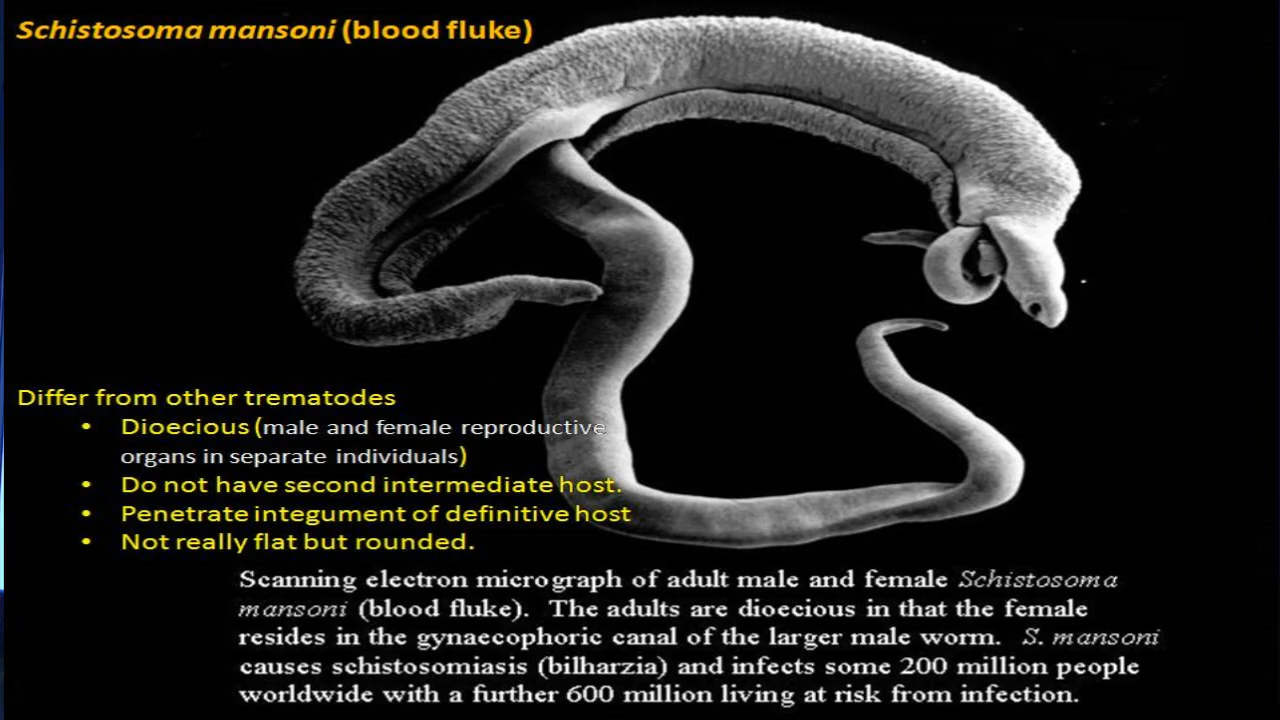 Schistosoma mansoni (blood fluke)
Differ from other trematodes
• Dioecious (male and female reproductive
organs in separate individuals)
• Do not have second intermediate host.
• Penetrate integument of definitive host
• Not really flat but rounded.
Scanning electron micrograph of adult male and female Schistosoma
mansoni (blood fluke). The adults are dioecious in that the female
resides in the gynaecophoric canal of the larger male worm. S. mansoni
causes schistosomiasis (bilharzia) and infects some 200 million people
worldwide with a further 600 million living at risk from infection.